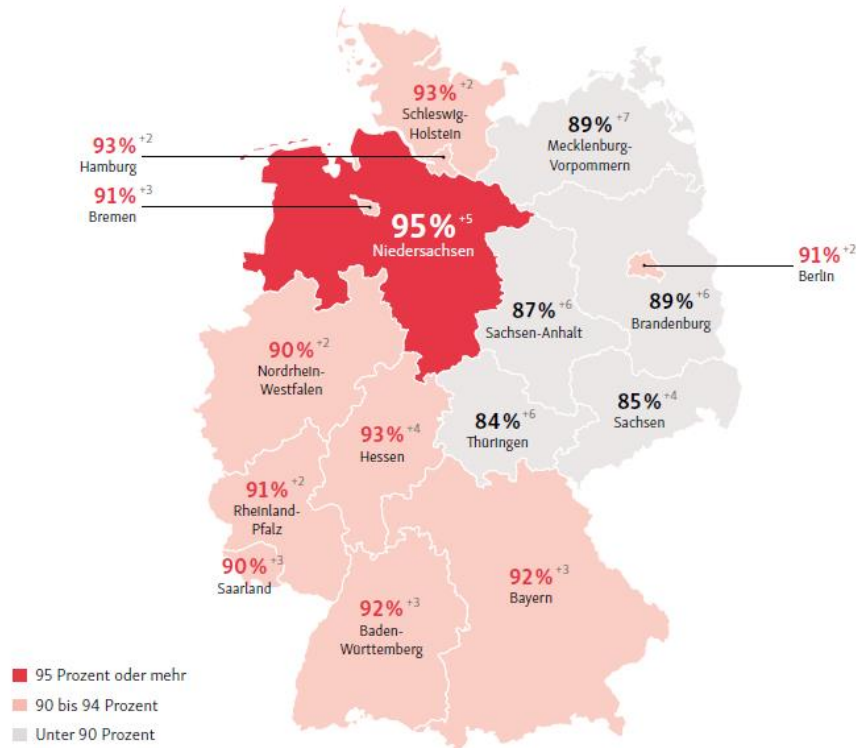 93% +2
Schleswig-
Holstein
89% +7
Mecklenburg-
Vorpommern
93% +2
Hamburg
91% +3
Bremen
95% +5
Niedersachsen
91% +2
Berlin
89% +6
Brandenburg
87% +6
Sachsen-Anhalt
90% +2
Nordrhein-
Westfalen
85% +4
Sachsen
84% +6
Thüringen
93% +4
Hessen
91% +2
Rheinland-
Pfalz
90% +3
Saarland
92% +3
Bayern
92% +3
Baden-
Württemberg
95 Prozent oder mehr
90 bis 94 Prozent
Unter 90 Prozent